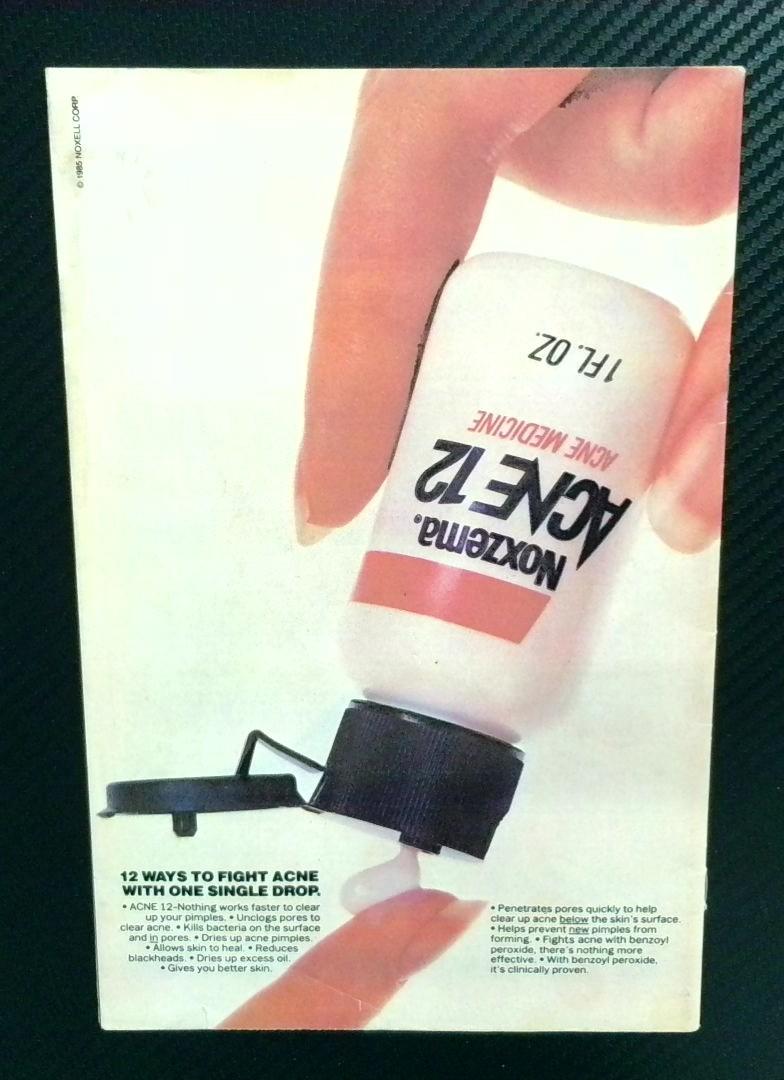 © 1985 NOXELL CORP.
1 FL. OZ.
ACNE MEDICINE
ACNE 12
Noxzema.
12 WAYS TO FIGHT ACNE
WITH ONE SINGLE DROP.
• ACNE 12–Nothing works faster to clear
up your pimples. • Unclogs pores to
clear acne. • Kills bacteria on the surface
and in pores. • Dries up acne pimples.
• Allows skin to heal. • Reduces
blackheads. • Dries up excess oil.
• Gives you better skin.
• Penetrates pores quickly to help
clear up acne below the skin's surface.
• Helps prevent new pimples from
forming. • Fights acne with benzoyl
peroxide, there's nothing more
effective. • With benzoyl peroxide,
it's clinically proven.